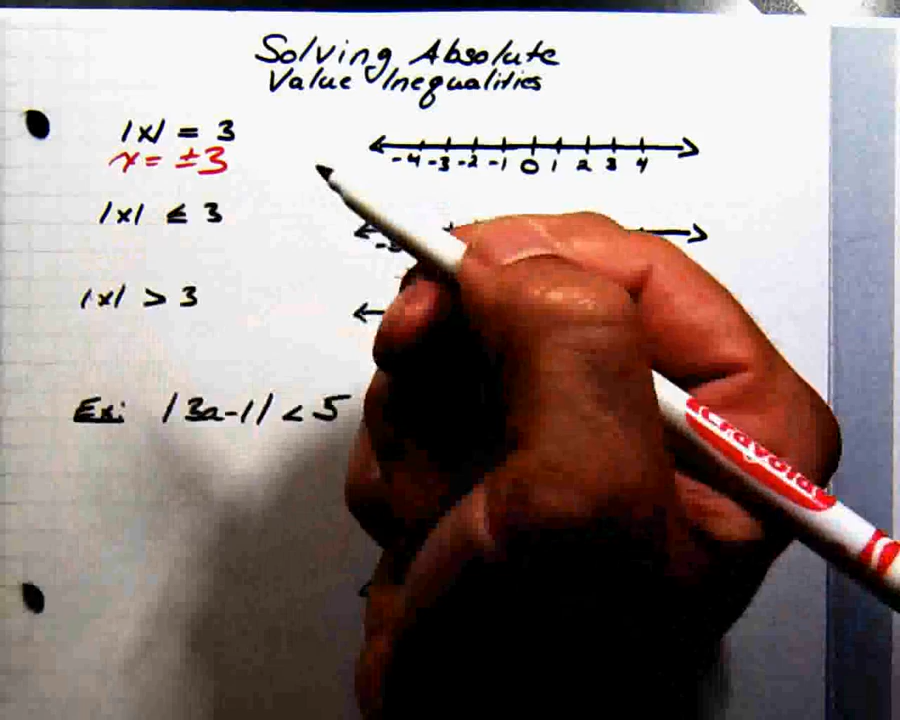 Solving Absolute
Value Inequalities
|x| = 3
x = ±3
-4 -3 -2 -1 0 1 2 3 4
|x| ≤ 3
|x| > 3
Ex: |3a-1| < 5
Crayola